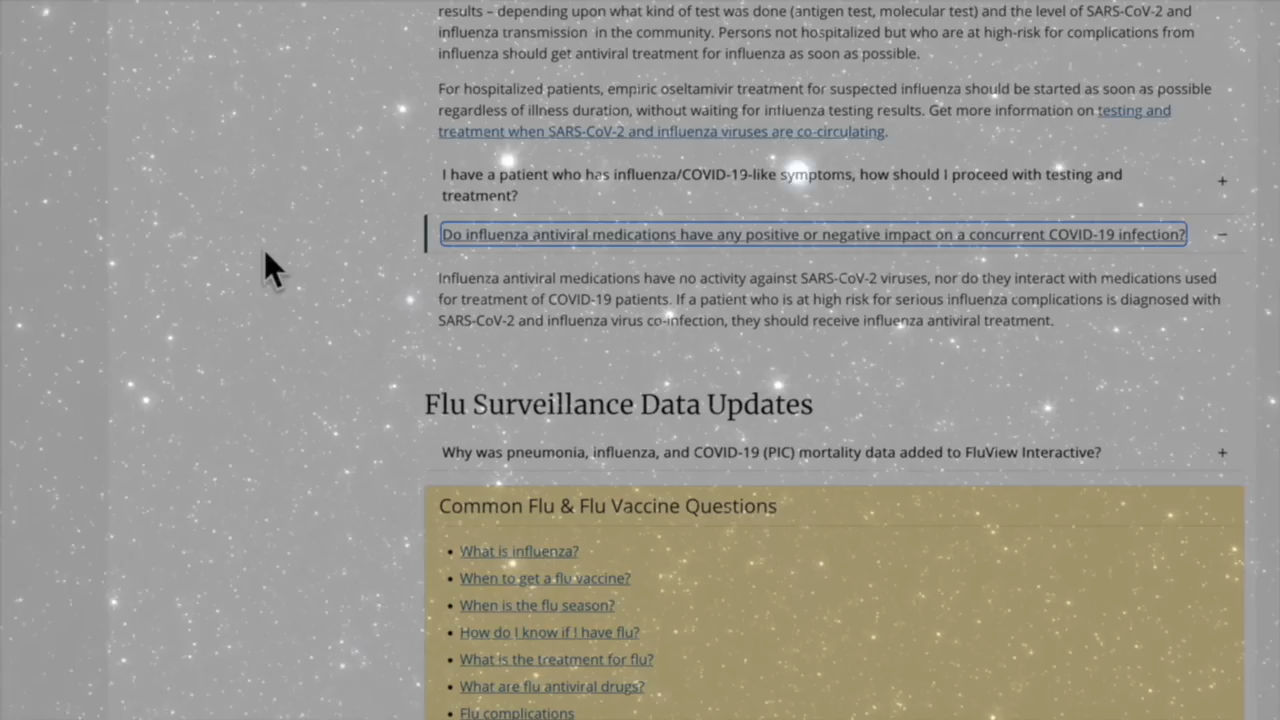 results – depending upon what kind of test was done (antigen test, molecular test) and the level of SARS-CoV-2 and
influenza transmission in the community. Persons not hospitalized but who are at high-risk for complications from
influenza should get antiviral treatment for influenza as soon as possible.
For hospitalized patients, empiric oseltamivir treatment for suspected influenza should be started as soon as possible
regardless of illness duration, without waiting for influenza testing results. Get more information on testing and
treatment when SARS-CoV-2 and influenza viruses are co-circulating.
I have a patient who has influenza/COVID-19-like symptoms, how should I proceed with testing and
treatment?
+
Do influenza antiviral medications have any positive or negative impact on a concurrent COVID-19 infection?
–
Influenza antiviral medications have no activity against SARS-CoV-2 viruses, nor do they interact with medications used
for treatment of COVID-19 patients. If a patient who is at high risk for serious influenza complications is diagnosed with
SARS-CoV-2 and influenza virus co-infection, they should receive influenza antiviral treatment.
Flu Surveillance Data Updates
Why was pneumonia, influenza, and COVID-19 (PIC) mortality data added to FluView Interactive? +
Common Flu & Flu Vaccine Questions
• What is influenza?
• When to get a flu vaccine?
• When is the flu season?
• How do I know if I have flu?
• What is the treatment for flu?
• What are flu antiviral drugs?
• Flu complications